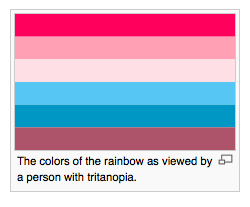 The colors of the rainbow as viewed by
a person with tritanopia.